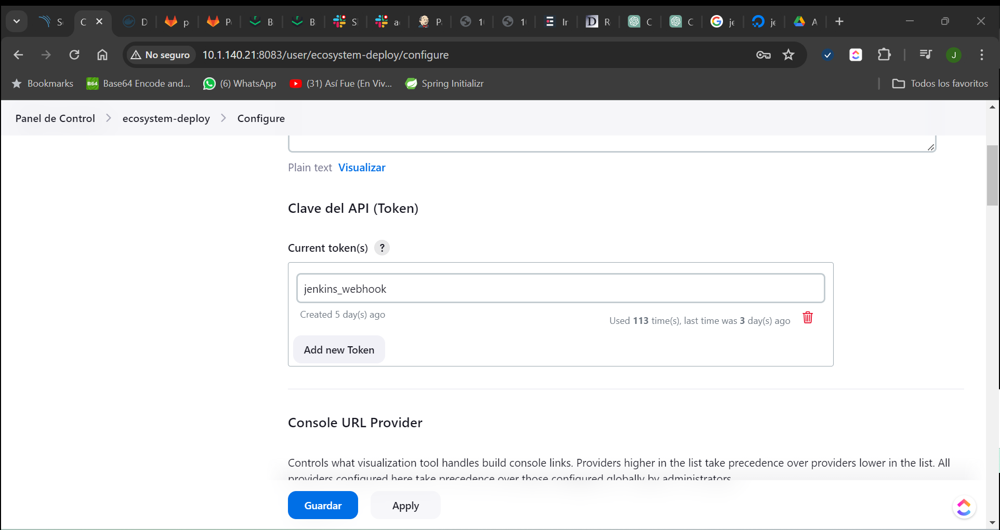 S
C
D
p
P
B
B
S
a
P
1
1
Ir
D R
C
C
je
je
A
No seguro
10.1.140.21:8083/user/ecosystem-deploy/configure
J
Bookmarks
B64 Base64 Encode and...
(6) WhatsApp
(31) Así Fue (En Viv...
Spring Initializr
Todos los favoritos
Panel de Control
ecosystem-deploy
Configure
Plain text Visualizar
Clave del API (Token)
Current token(s) ?
jenkins_webhook
Created 5 day(s) ago
Used 113 time(s), last time was 3 day(s) ago
Add new Token
Console URL Provider
Controls what visualization tool handles build console links. Providers higher in the list take precedence over providers lower in the list. All
providers configured here take precedence over those configured globally by administrators.
Guardar
Apply